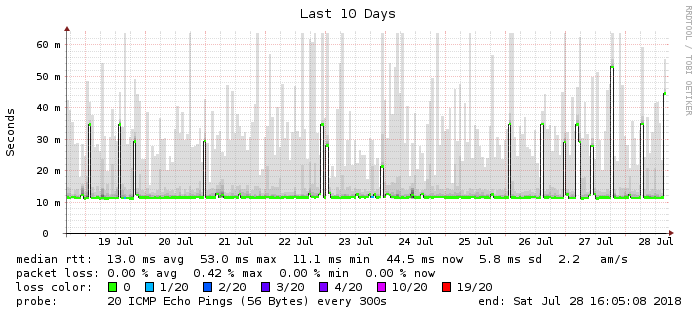 Last 10 Days
RRDTOOL / TOBI OETIKER
Seconds
60 m
50 m
40 m
30 m
20 m
10 m
0
19 Jul 20 Jul 21 Jul 22 Jul 23 Jul 24 Jul 25 Jul 26 Jul 27 Jul 28 Jul
median rtt: 13.0 ms avg 53.0 ms max 11.1 ms min 44.5 ms now 5.8 ms sd 2.2 am/s
packet loss: 0.00 % avg 0.42 % max 0.00 % min 0.00 % now
loss color: 0 1/20 2/20 3/20 4/20 10/20 19/20
probe: 20 ICMP Echo Pings (56 Bytes) every 300s end: Sat Jul 28 16:05:08 2018